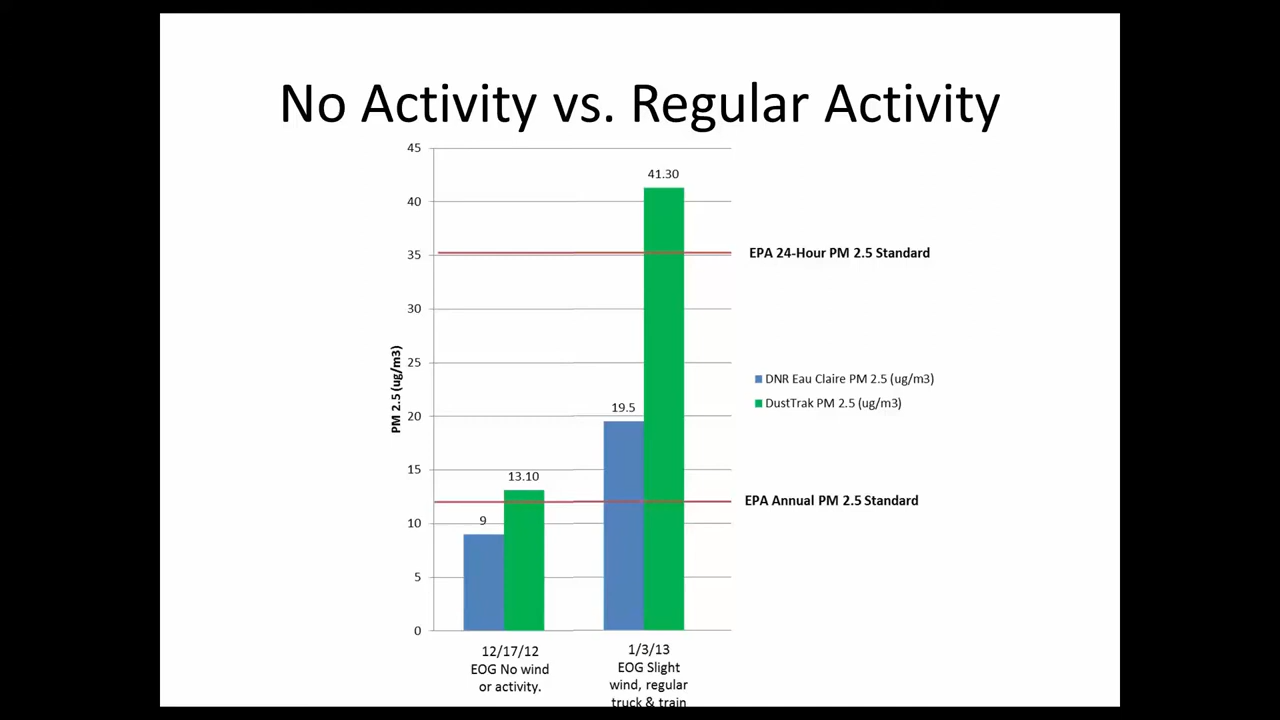 No Activity vs. Regular Activity
45
40
35
30
25
20
15
10
5
0
PM 2.5 (ug/m3)
9
13.10
19.5
41.30
EPA 24-Hour PM 2.5 Standard
DNR Eau Claire PM 2.5 (ug/m3)
DustTrak PM 2.5 (ug/m3)
EPA Annual PM 2.5 Standard
12/17/12
EOG No wind
or activity.
1/3/13
EOG Slight
wind, regular
truck & train